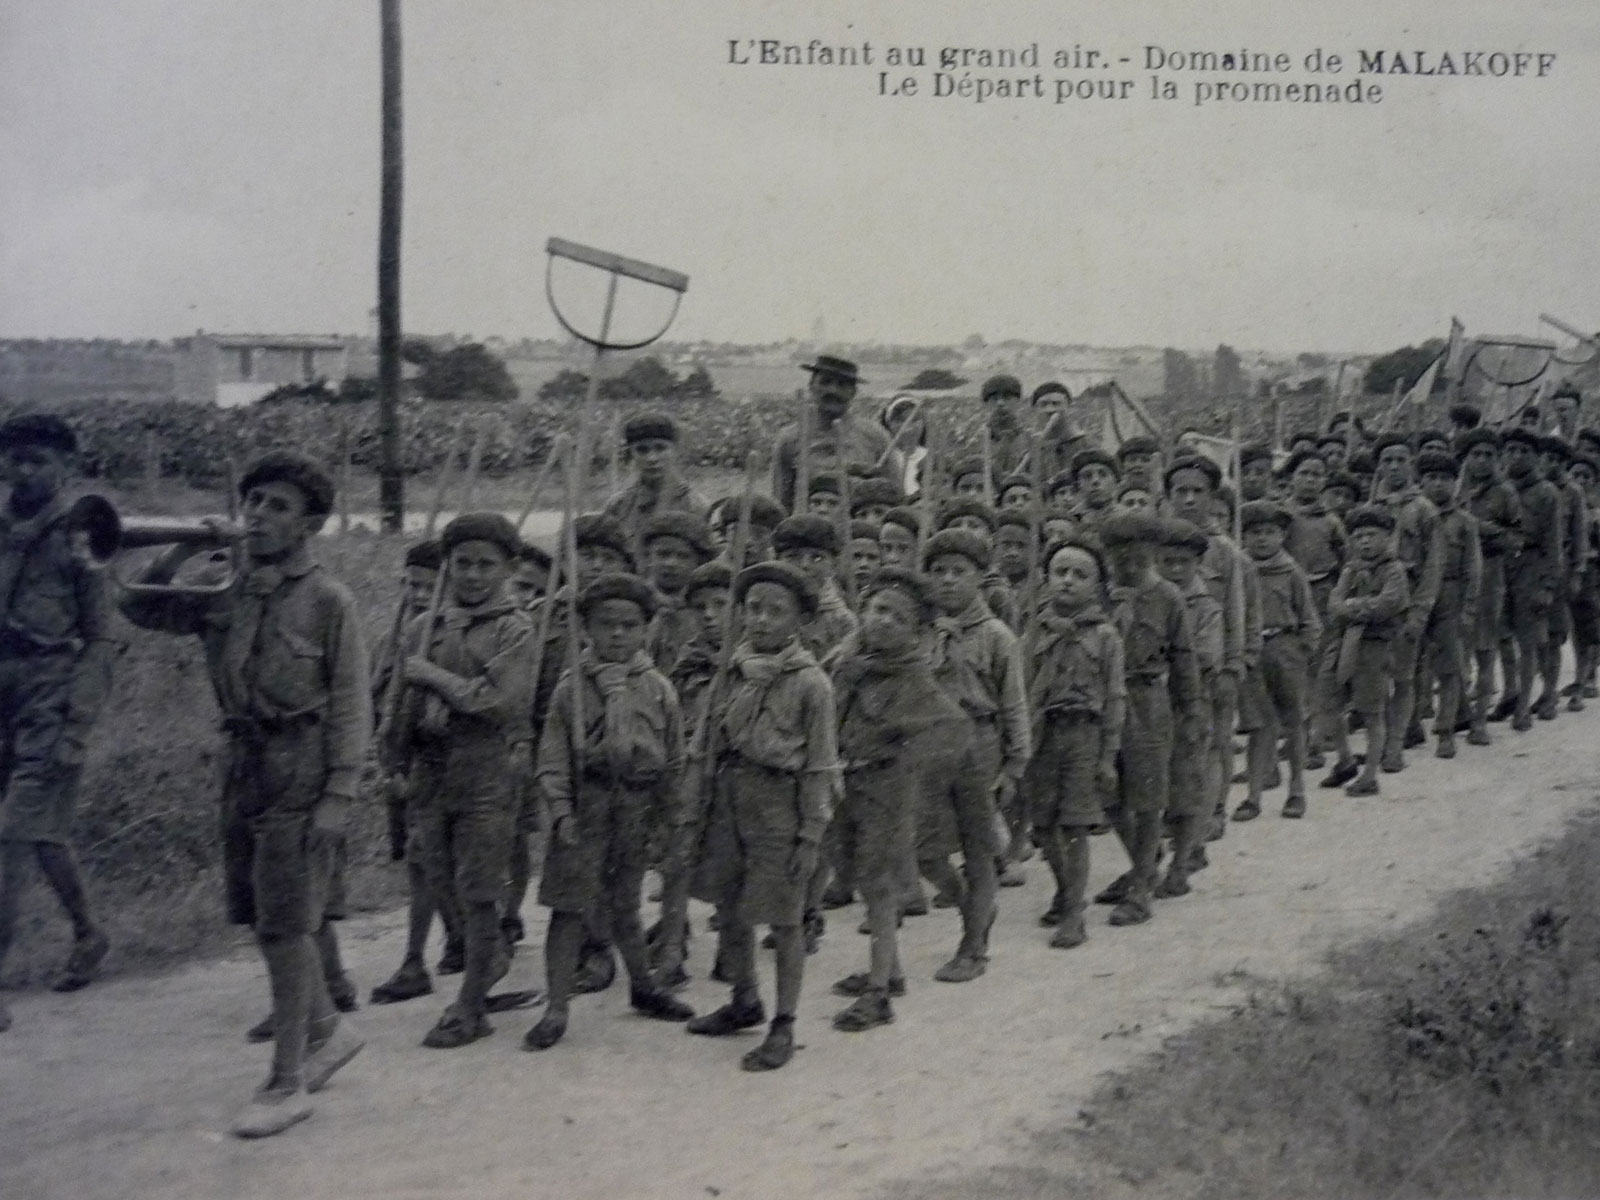 L'Enfant au grand air. - Domaine de MALAKOFF
Le Départ pour la promenade